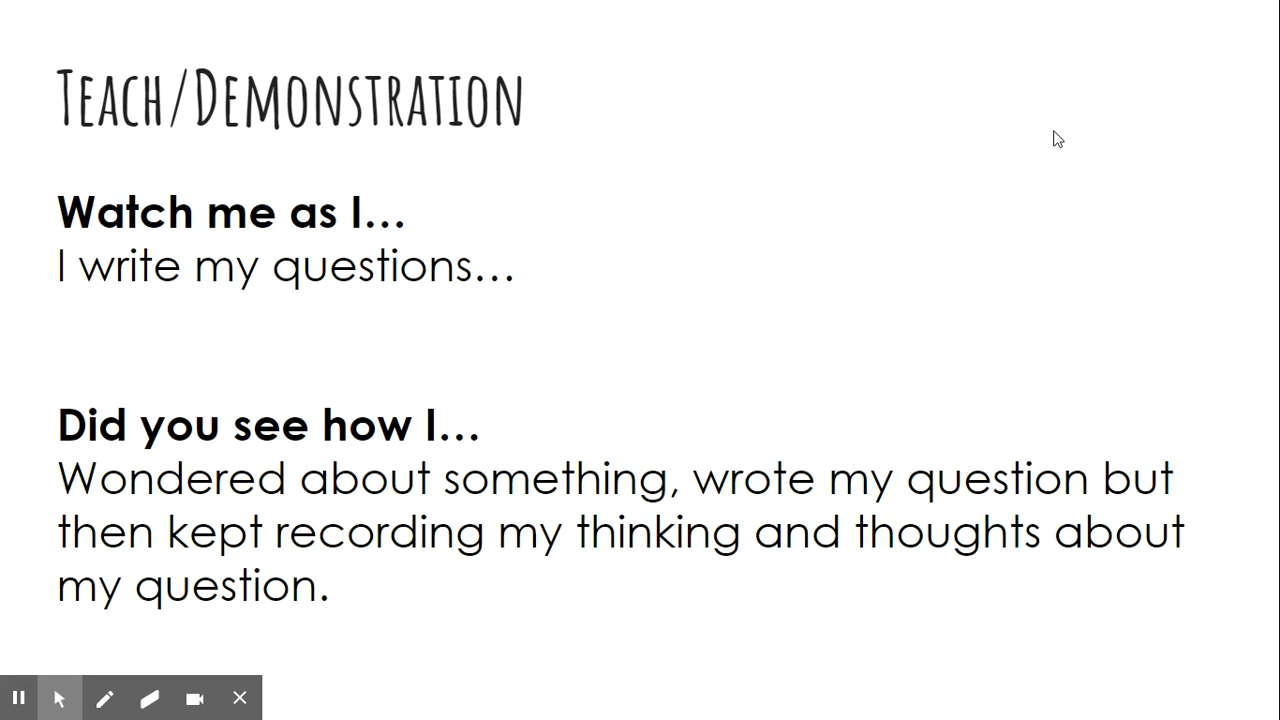 Teach/Demonstration
Watch me as I...
I write my questions...
Did you see how I...
Wondered about something, wrote my question but
then kept recording my thinking and thoughts about
my question.